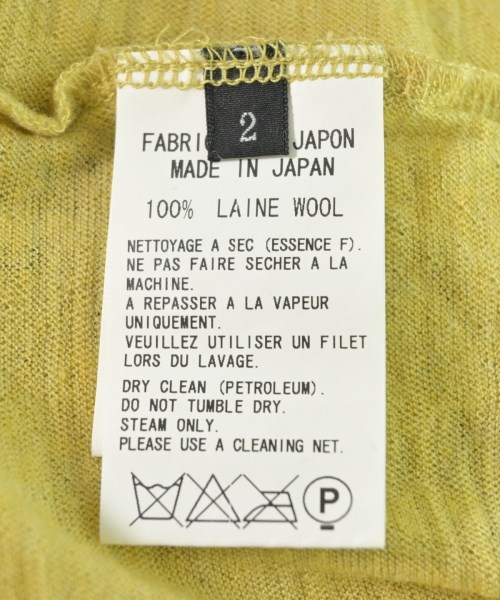 2
FABRI JAPON
MADE IN JAPAN
100% LAINE WOOL
NETTOYAGE A SEC (ESSENCE F).
NE PAS FAIRE SECHER A LA
MACHINE.
A REPASSER A LA VAPEUR
UNIQUEMENT.
VEUILLEZ UTILISER UN FILET
LORS DU LAVAGE.
DRY CLEAN (PETROLEUM).
DO NOT TUMBLE DRY.
STEAM ONLY.
PLEASE USE A CLEANING NET.
P